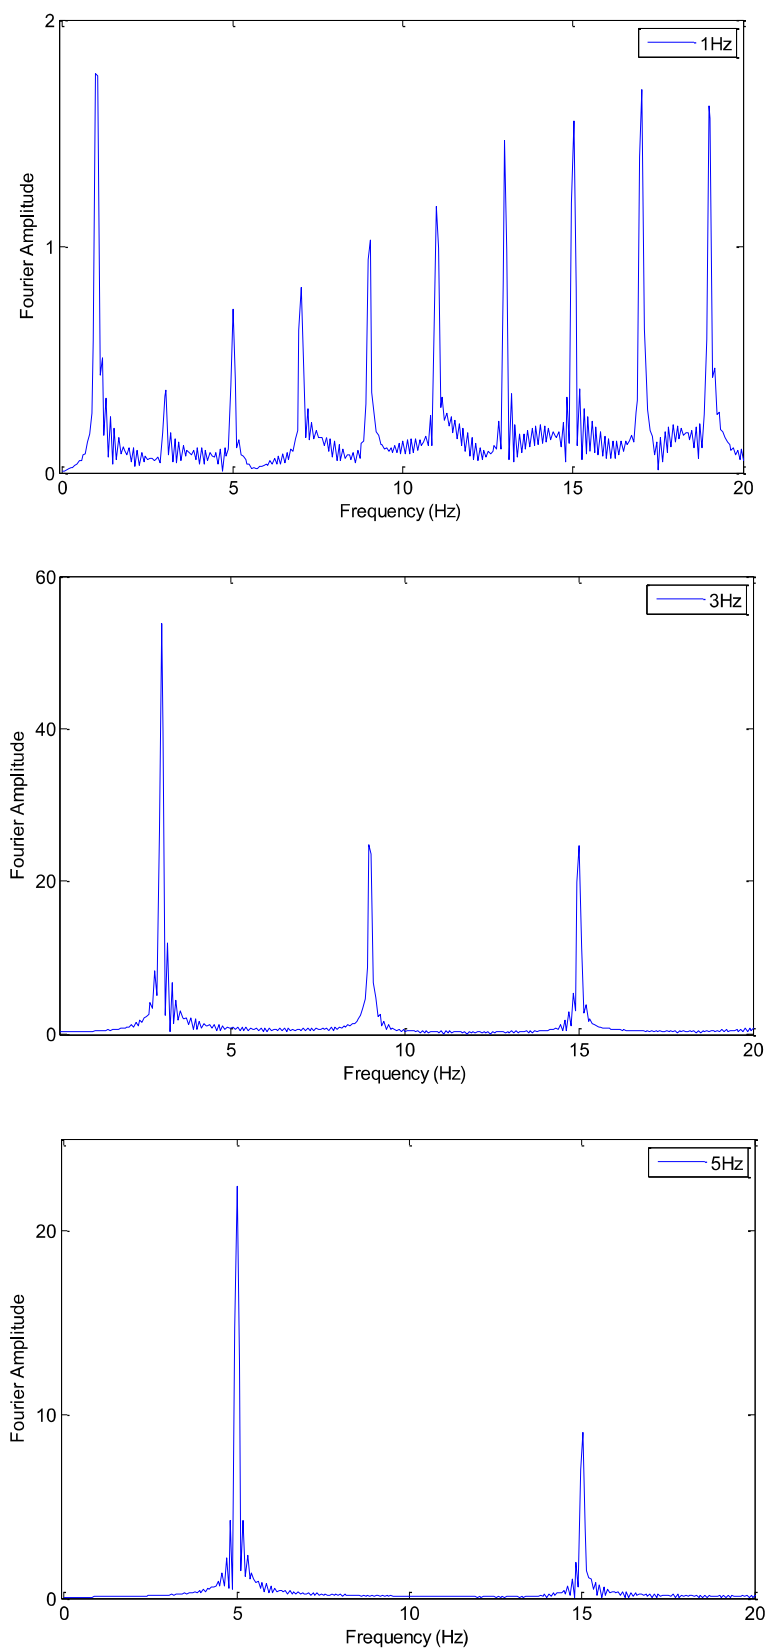 2
1Hz
Fourier Amplitude
1
0
0 5 10 15 20
Frequency (Hz)
60
3Hz
40
Fourier Amplitude
20
0
5 10 15 20
Frequency (Hz)
5Hz
20
Fourier Amplitude
10
0
0 5 10 15 20
Frequency (Hz)